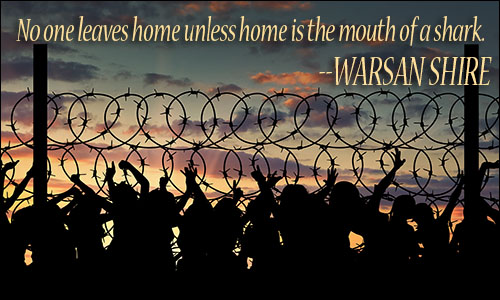 No one leaves home unless home is the mouth of a shark.
--WARSAN SHIRE